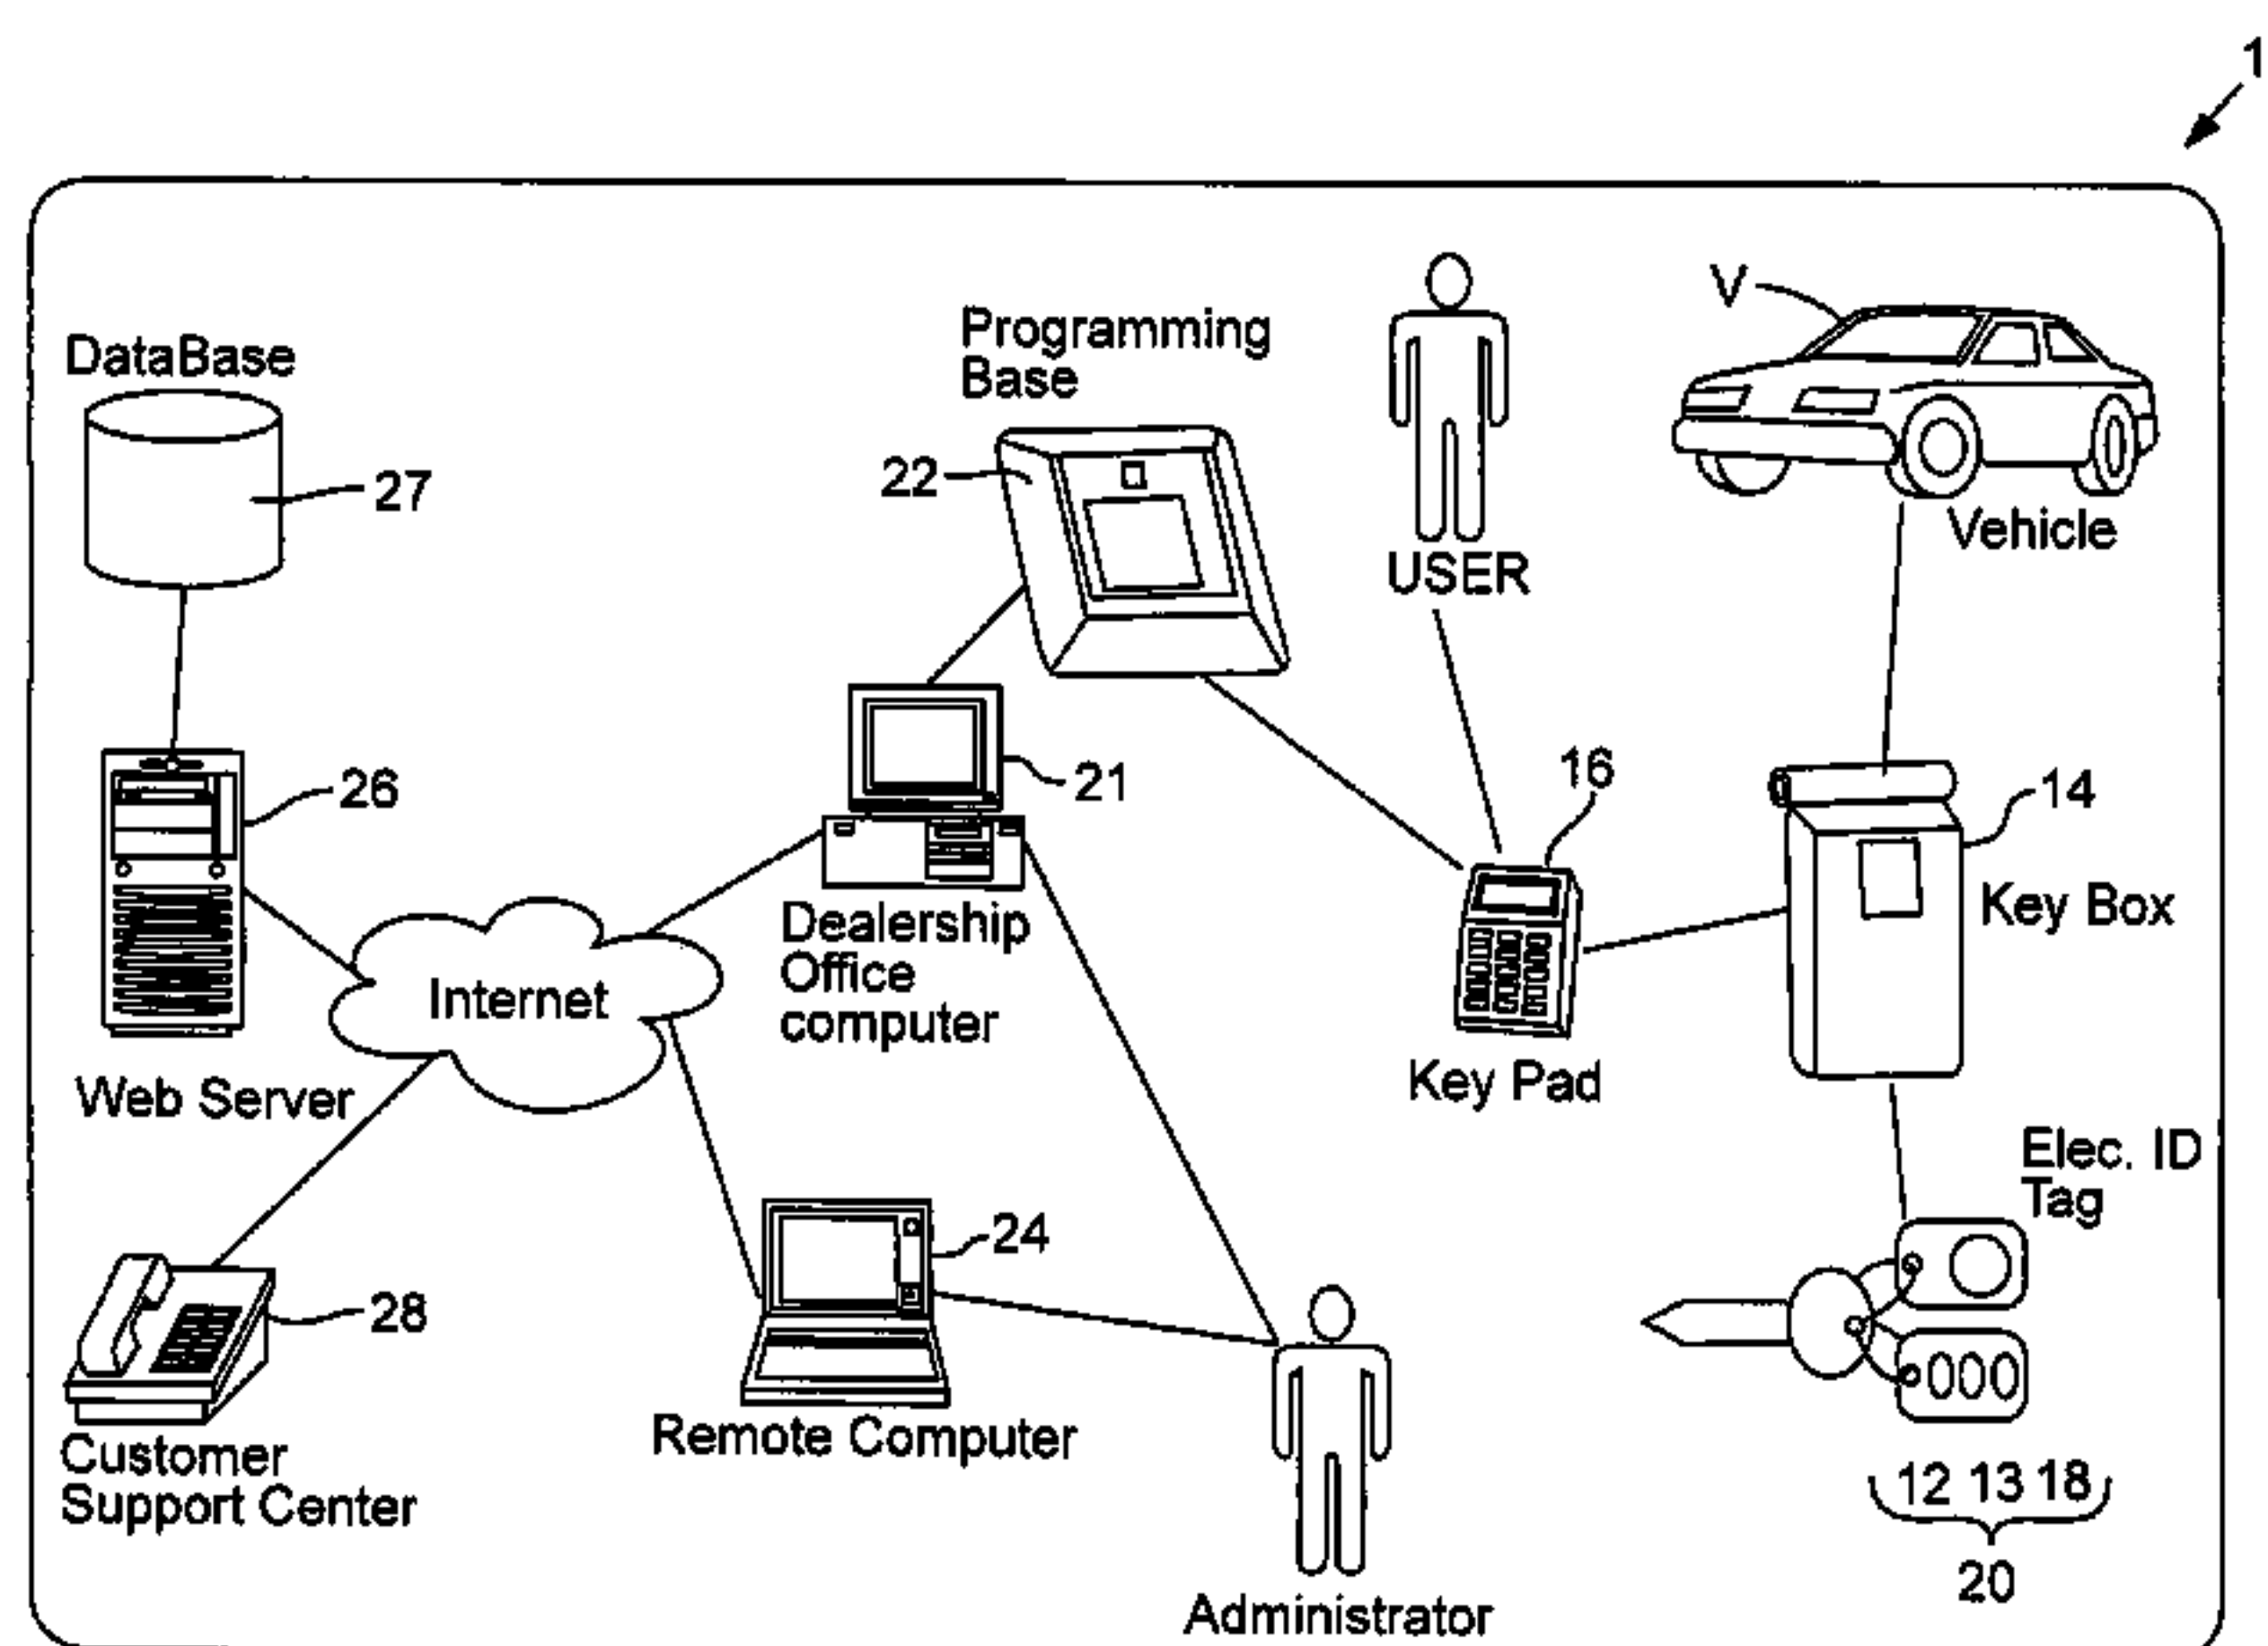 1
V
Programming
Base
DataBase
22
27
Vehicle
USER
16
26
21
14
Key Box
Dealership
Office
computer
Internet
Key Pad
Web Server
Elec. ID
Tag
24
28
Remote Computer
Customer
Support Center
12 13 18
20
Administrator